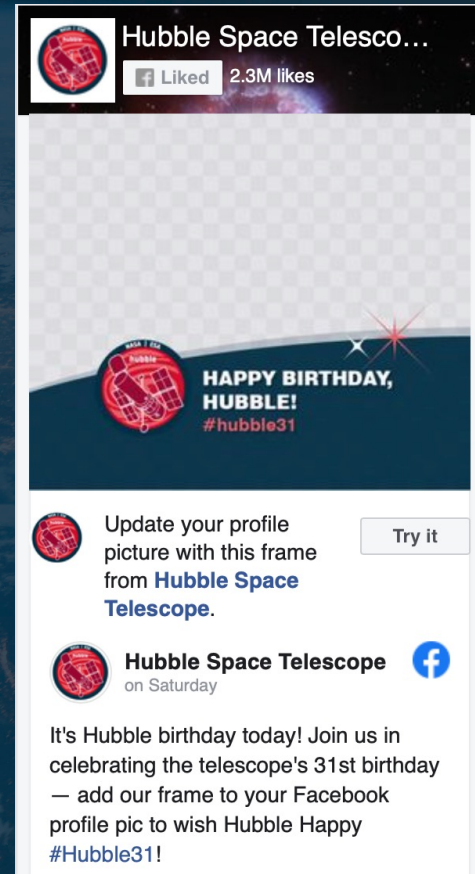 Hubble Space Telesco...
Liked 2.3M likes
NASA | ESA
hubble
HAPPY BIRTHDAY,
HUBBLE!
#hubble31
Update your profile
picture with this frame
from Hubble Space
Telescope.
Try it
Hubble Space Telescope
on Saturday
It's Hubble birthday today! Join us in
celebrating the telescope's 31st birthday
— add our frame to your Facebook
profile pic to wish Hubble Happy
#Hubble31!